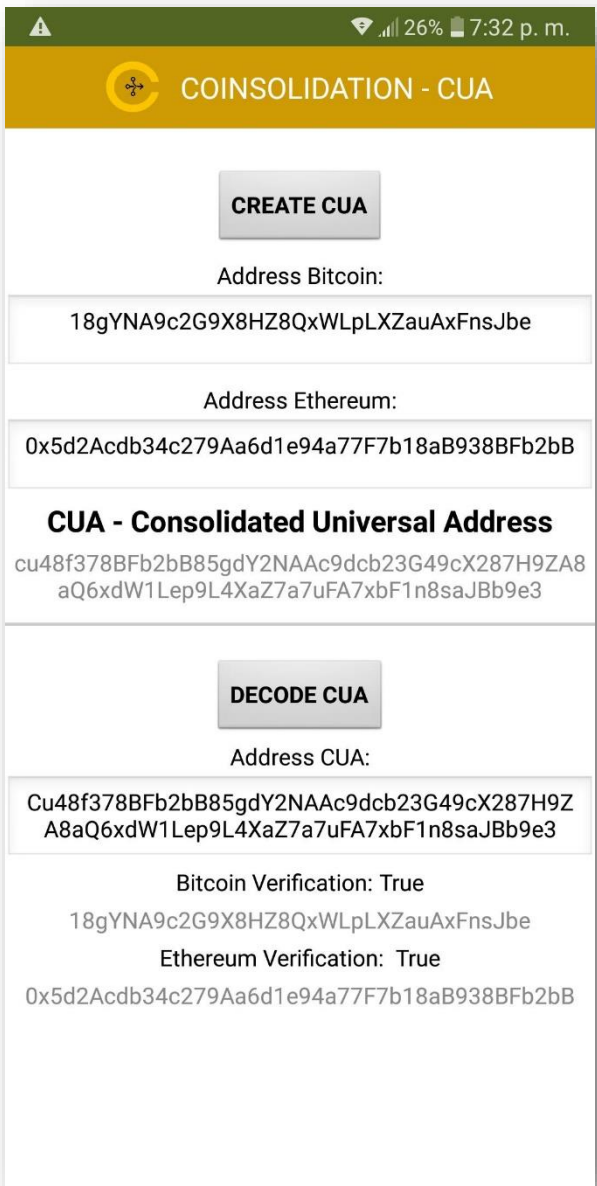 26% 7:32 p. m.
COINSOLIDATION - CUA
CREATE CUA
Address Bitcoin:
18gYNA9c2G9X8HZ8QxWLpLXZauAxFnsJbe
Address Ethereum:
0x5d2Acdb34c279Aa6d1e94a77F7b18aB938BFb2bB
CUA - Consolidated Universal Address
cu48f378BFb2bB85gdY2NAAc9dcb23G49cX287H9ZA8
aQ6xdW1Lep9L4XaZ7a7uFA7xbF1n8saJBb9e3
DECODE CUA
Address CUA:
Cu48f378BFb2bB85gdY2NAAc9dcb23G49cX287H9Z
A8aQ6xdW1Lep9L4XaZ7a7uFA7xbF1n8saJBb9e3
Bitcoin Verification: True
18gYNA9c2G9X8HZ8QxWLpLXZauAxFnsJbe
Ethereum Verification: True
0x5d2Acdb34c279Aa6d1e94a77F7b18aB938BFb2bB